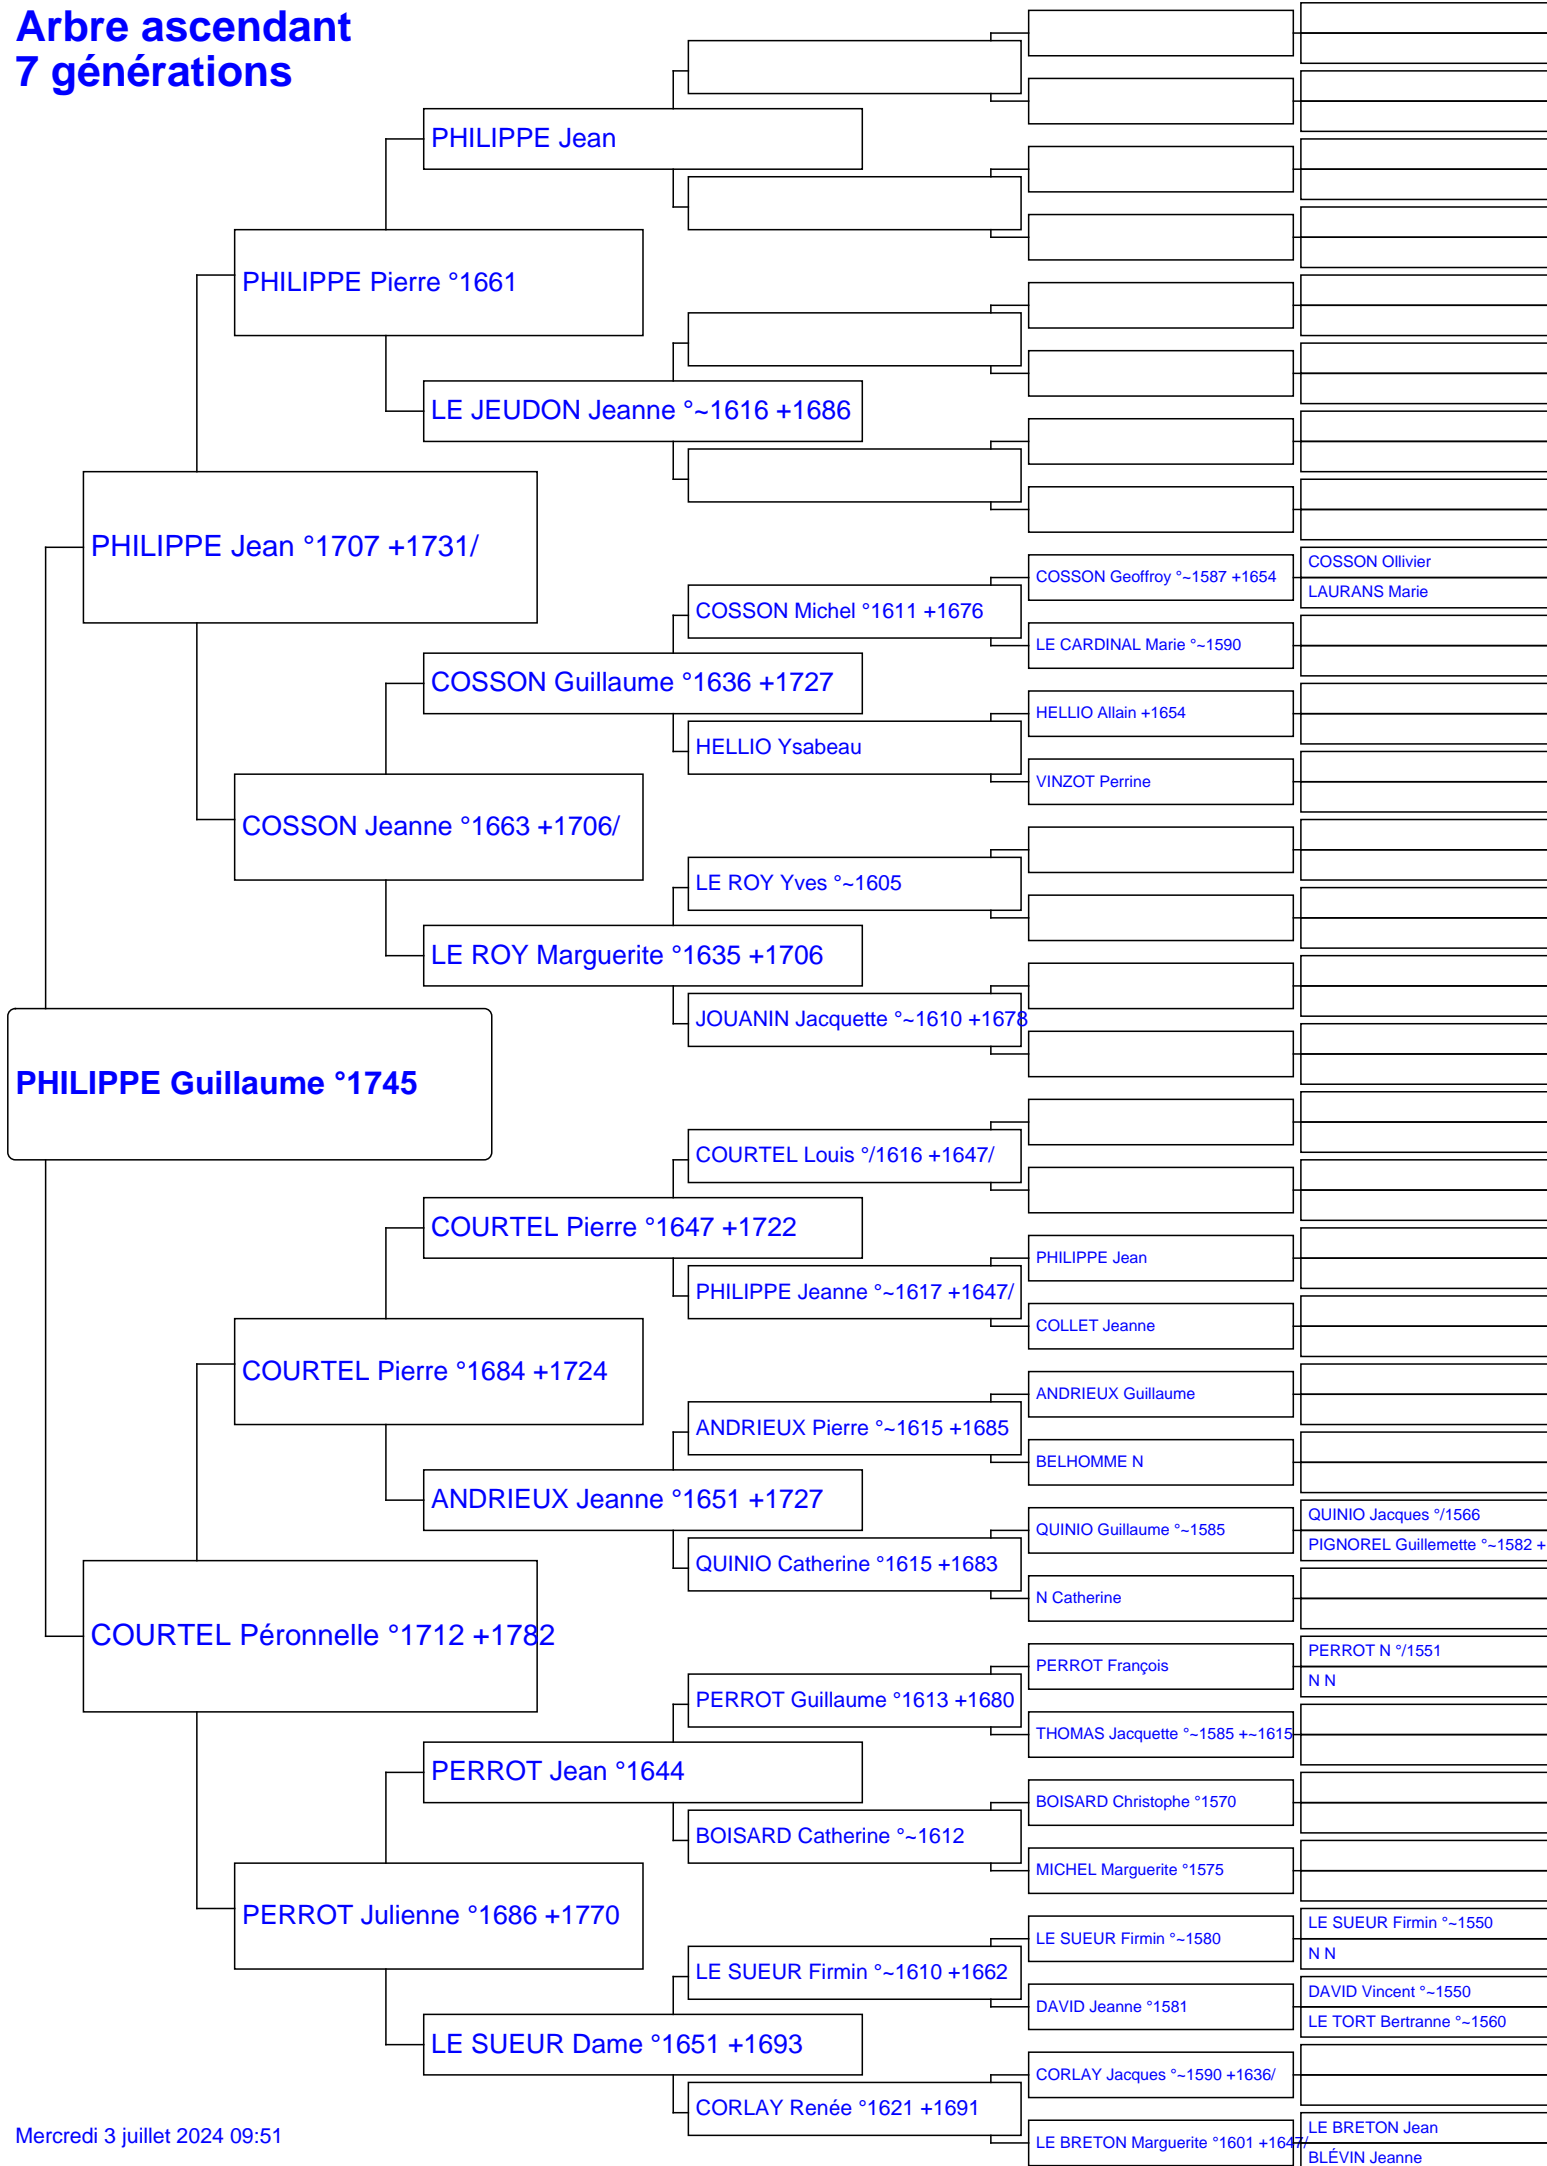 Arbre ascendant
7 générations
PHILIPPE Jean
PHILIPPE Pierre °1661
LE JEUDON Jeanne °~1616 +1686
PHILIPPE Jean °1707 +1731/
COSSON Ollivier
COSSON Geoffroy °~1587 +1654
LAURANS Marie
COSSON Michel °1611 +1676
LE CARDINAL Marie °~1590
COSSON Guillaume °1636 +1727
HELLIO Allain +1654
HELLIO Ysabeau
VINZOT Perrine
COSSON Jeanne °1663 +1706/
LE ROY Yves °~1605
LE ROY Marguerite °1635 +1706
JOUANIN Jacquette °~1610 +1678
PHILIPPE Guillaume °1745
COURTEL Louis °/1616 +1647/
COURTEL Pierre °1647 +1722
PHILIPPE Jean
PHILIPPE Jeanne °~1617 +1647/
COLLET Jeanne
COURTEL Pierre °1684 +1724
ANDRIEUX Guillaume
ANDRIEUX Pierre °~1615 +1685
BELHOMME N
ANDRIEUX Jeanne °1651 +1727
QUINIO Jacques °/1566
QUINIO Guillaume °~1585
PIGNOREL Guillemette °~1582 +
QUINIO Catherine °1615 +1683
N Catherine
COURTEL Péronnelle °1712 +1782
PERROT N °/1551
PERROT François
N N
PERROT Guillaume °1613 +1680
THOMAS Jacquette °~1585 +~1615
PERROT Jean °1644
BOISARD Christophe °1570
BOISARD Catherine °~1612
MICHEL Marguerite °1575
PERROT Julienne °1686 +1770
LE SUEUR Firmin °~1550
LE SUEUR Firmin °~1580
N N
LE SUEUR Firmin °~1610 +1662
DAVID Vincent °~1550
DAVID Jeanne °1581
LE TORT Bertranne °~1560
LE SUEUR Dame °1651 +1693
CORLAY Jacques °~1590 +1636/
CORLAY Renée °1621 +1691
LE BRETON Jean
LE BRETON Marguerite °1601 +1647/
BLÉVIN Jeanne
Mercredi 3 juillet 2024 09:51